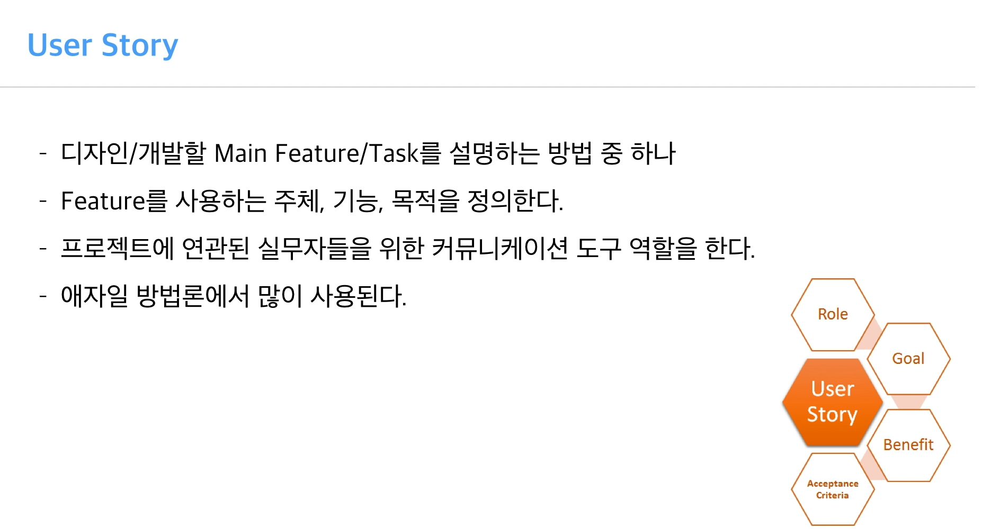 User Story
- 디자인/개발할 Main Feature/Task를 설명하는 방법 중 하나
- Feature를 사용하는 주체, 기능, 목적을 정의한다.
- 프로젝트에 연관된 실무자들을 위한 커뮤니케이션 도구 역할을 한다.
- 애자일 방법론에서 많이 사용된다.
Role
Goal
User
Story
Benefit
Acceptance
Criteria